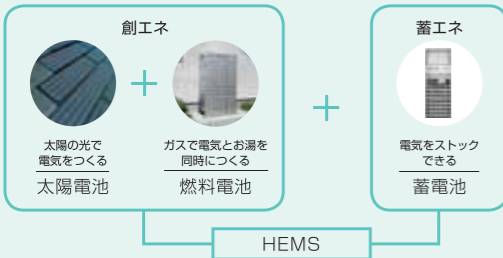 創エネ
太陽の光で
電気をつくる
太陽電池
ガスで電気とお湯を
同時につくる
燃料電池
蓄エネ
電気をストック
できる
蓄電池
HEMS